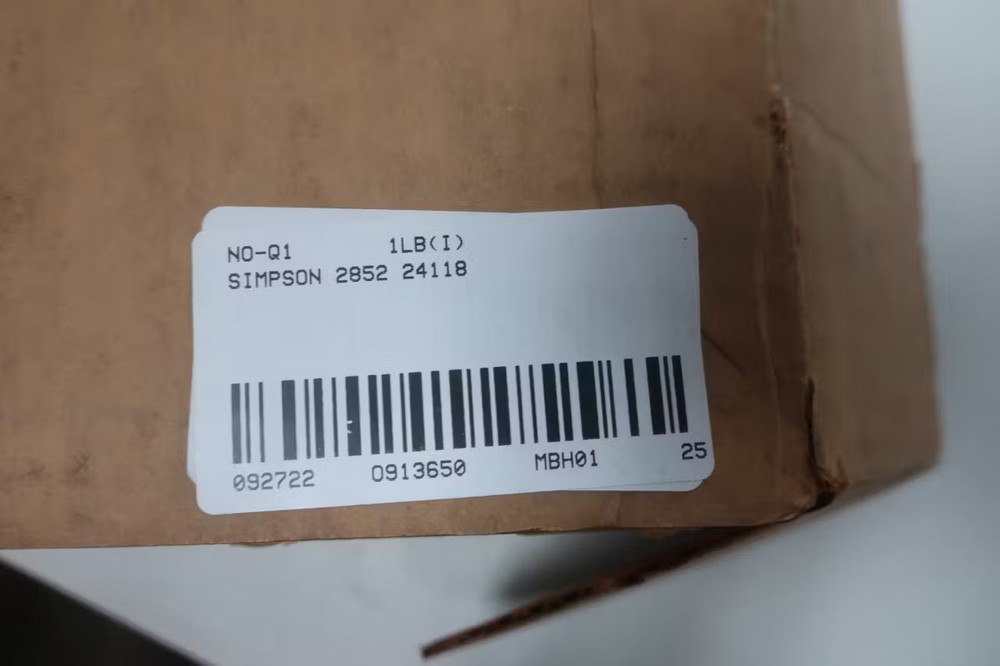 NO-Q1 1LB(I)
SIMPSON 2852 24118
092722 0913650 MBH01 25